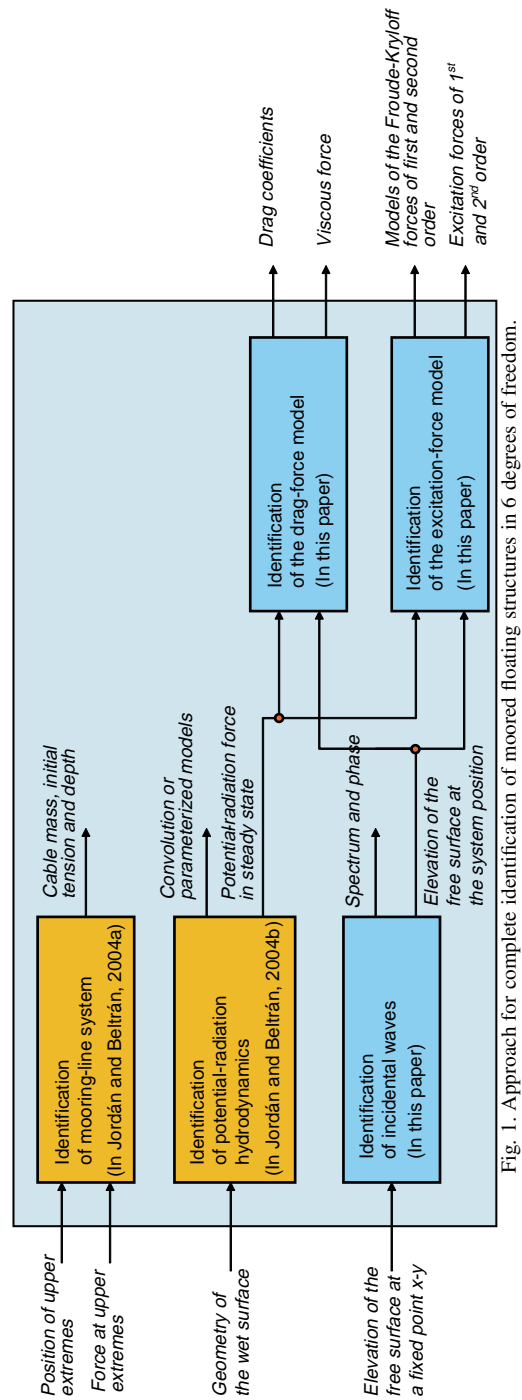 Position of upper
extremes
Force at upper
extremes
Identification
of mooring-line system
(In Jordán and Beltrán, 2004a)
Cable mass, initial
tension and depth
Geometry of
the wet surface
Identification
of potential-radiation
hydrodynamics
(In Jordán and Beltrán, 2004b)
Convolution or
parameterized models
Potential-radiation force
in steady state
Elevation of the
free surface at
a fixed point x-y
Identification
of incidental waves
(In this paper)
Spectrum and phase
Elevation of the
free surface at
the system position
Identification
of the drag-force model
(In this paper)
Drag coefficients
Viscous force
Identification
of the excitation-force model
(In this paper)
Models of the Froude-Kryloff
forces of first and second
order
Excitation forces of 1st
and 2nd order
Fig. 1. Approach for complete identification of moored floating structures in 6 degrees of freedom.